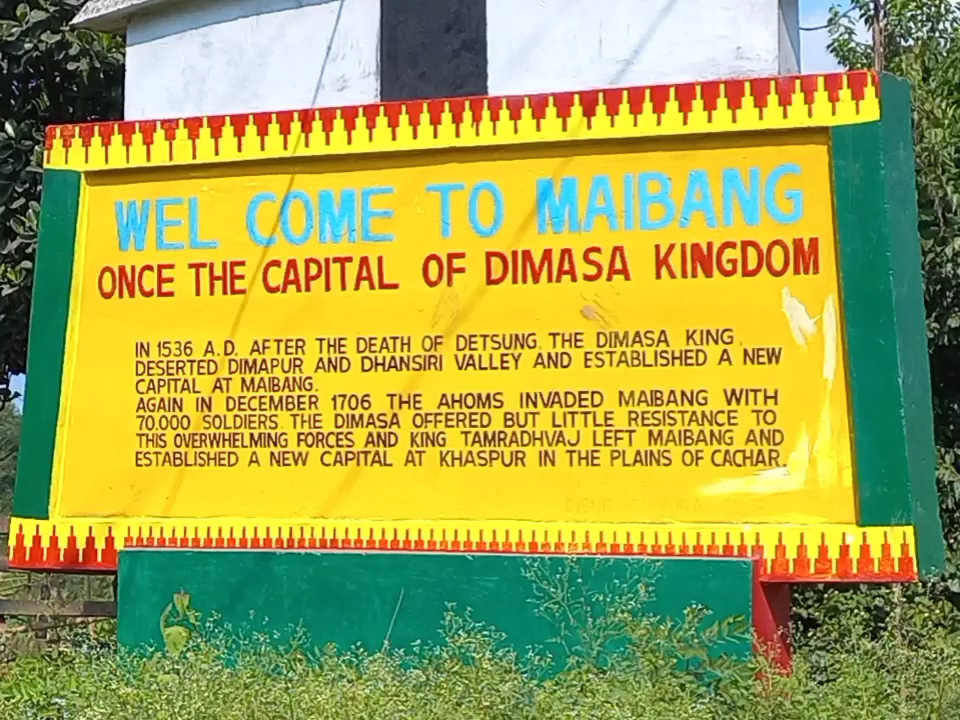 WEL COME TO MAIBANG
ONCE THE CAPITAL OF DIMASA KINGDOM
IN 1536 A.D. AFTER THE DEATH OF DETSUNG. THE DIMASA KING,
DESERTED DIMAPUR AND DHANSIRI VALLEY AND ESTABLISHED A NEW
CAPITAL AT MAIBANG.
AGAIN IN DECEMBER 1706 THE AHOMS INVADED MAIBANG WITH
70.000 SOLDIERS. THE DIMASA OFFERED BUT LITTLE RESISTANCE TO
THIS OVERWHELMING FORCES AND KING TAMRADHVAJ LEFT MAIBANG AND
ESTABLISHED A NEW CAPITAL AT KHASPUR IN THE PLAINS OF CACHAR.